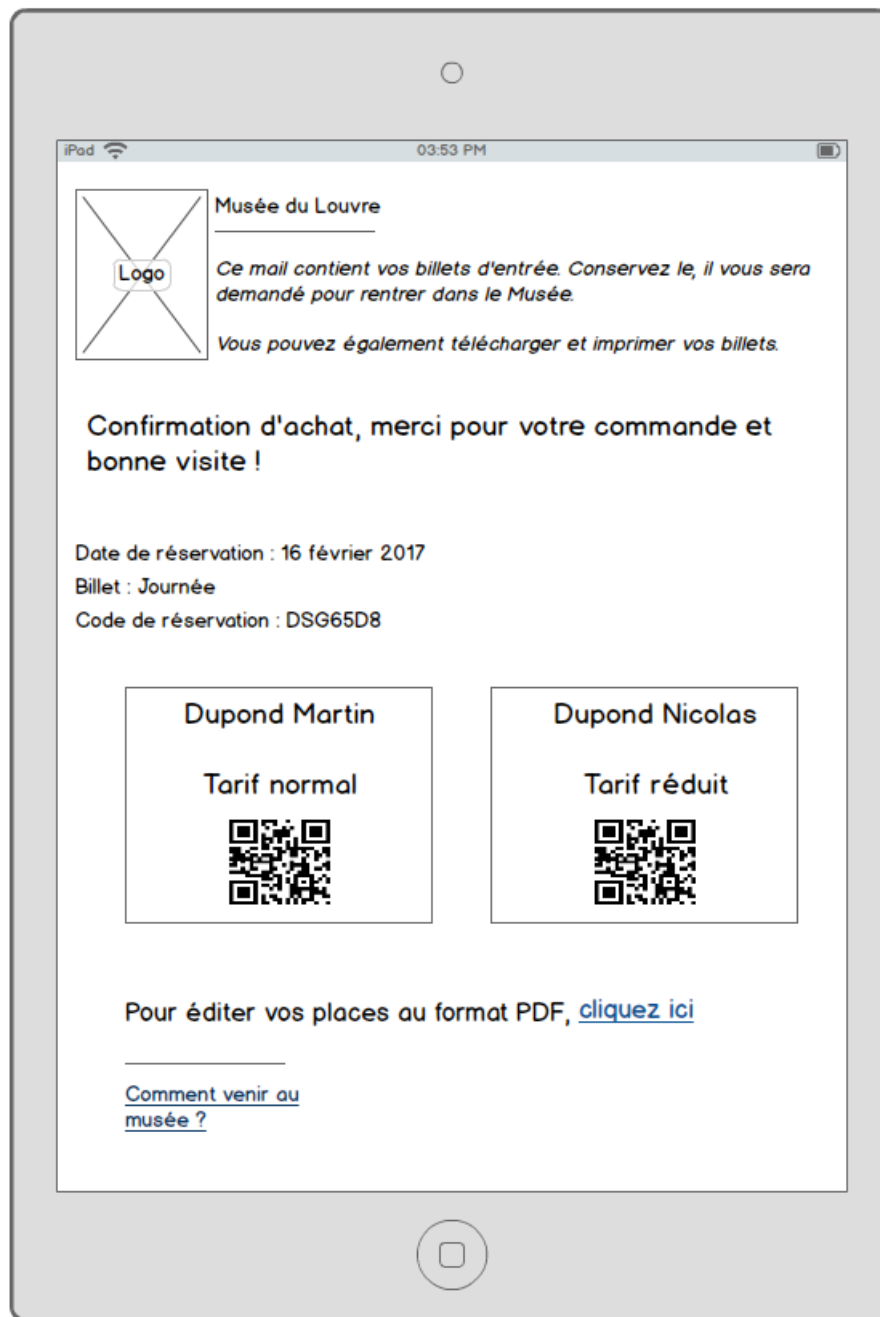 iPad 03:53 PM
Musée du Louvre
Logo
Ce mail contient vos billets d'entrée. Conservez le, il vous sera
demandé pour rentrer dans le Musée.
Vous pouvez également télécharger et imprimer vos billets.
Confirmation d'achat, merci pour votre commande et
bonne visite !
Date de réservation : 16 février 2017
Billet : Journée
Code de réservation : DSG65D8
Dupond Martin
Tarif normal
Dupond Nicolas
Tarif réduit
Pour éditer vos places au format PDF, cliquez ici
Comment venir au
musée ?